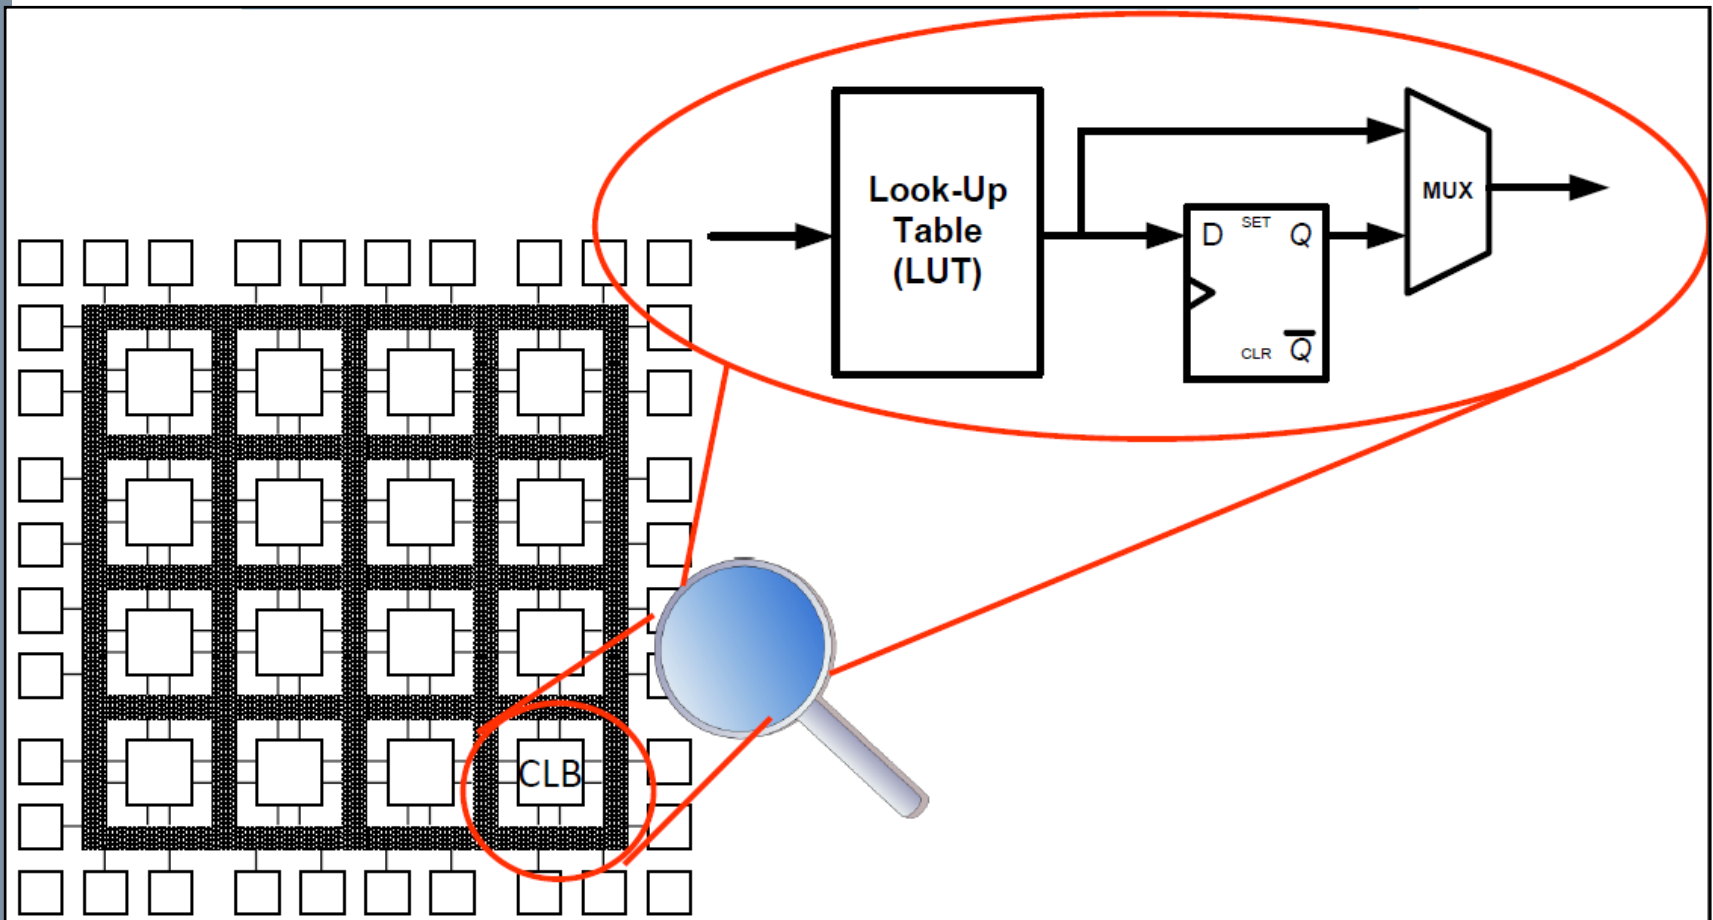 Look-Up
Table
(LUT)
D
SET
Q
CLR
Q̅
MUX
CLB